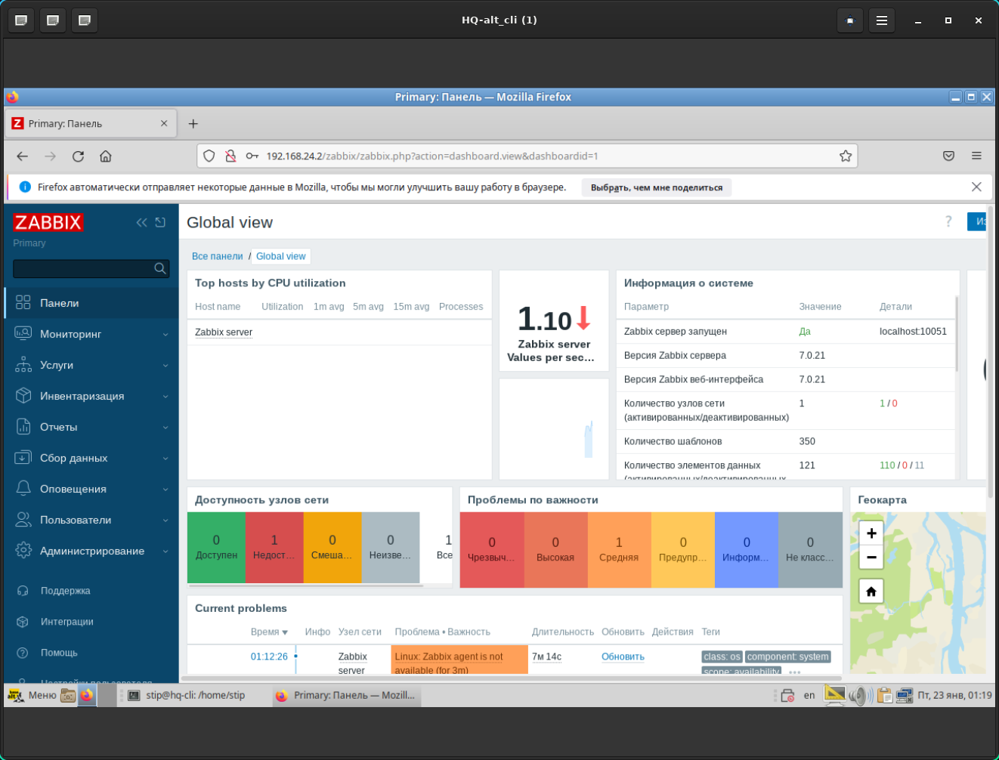 HQ-alt_cli (1)
Primary: Панель — Mozilla Firefox
Z Primary: Панель
192.168.24.2/zabbix/zabbix.php?action=dashboard.view&dashboardid=1
Firefox автоматически отправляет некоторые данные в Mozilla, чтобы мы могли улучшить вашу работу в браузере.
Выбрать, чем мне поделиться
ZABBIX
Primary
Панели
Мониторинг
Услуги
Инвентаризация
Отчеты
Сбор данных
Оповещения
Пользователи
Администрирование
Поддержка
Интеграции
Помощь
Настройки пользователя
Global view
?
Из
Все панели / Global view
Top hosts by CPU utilization
Host name Utilization 1m avg 5m avg 15m avg Processes
Zabbix server
1.10
Zabbix server
Values per sec...
Информация о системе
Параметр Значение Детали
Zabbix сервер запущен Да localhost:10051
Версия Zabbix сервера 7.0.21
Версия Zabbix веб-интерфейса 7.0.21
Количество узлов сети 1 1 / 0
(активированных/деактивированных)
Количество шаблонов 350
Количество элементов данных 121 110 / 0 / 11
(активированных/деактивированных
Доступность узлов сети
0 1 0 0 1
Доступен Недост... Смеша... Неизве... Все
Проблемы по важности
0 0 1 0 0 0
Чрезвыч... Высокая Средняя Предупр... Информ... Не класс...
Геокарта
+
−
Current problems
Время Инфо Узел сети Проблема • Важность Длительность Обновить Действия Теги
01:12:26 Zabbix Linux: Zabbix agent is not 7м 14с Обновить class: os component: system
server available (for 3m) scope: availability •••
Меню stip@hq-cli: /home/stip Primary: Панель — Mozill... en Пт, 23 янв, 01:19